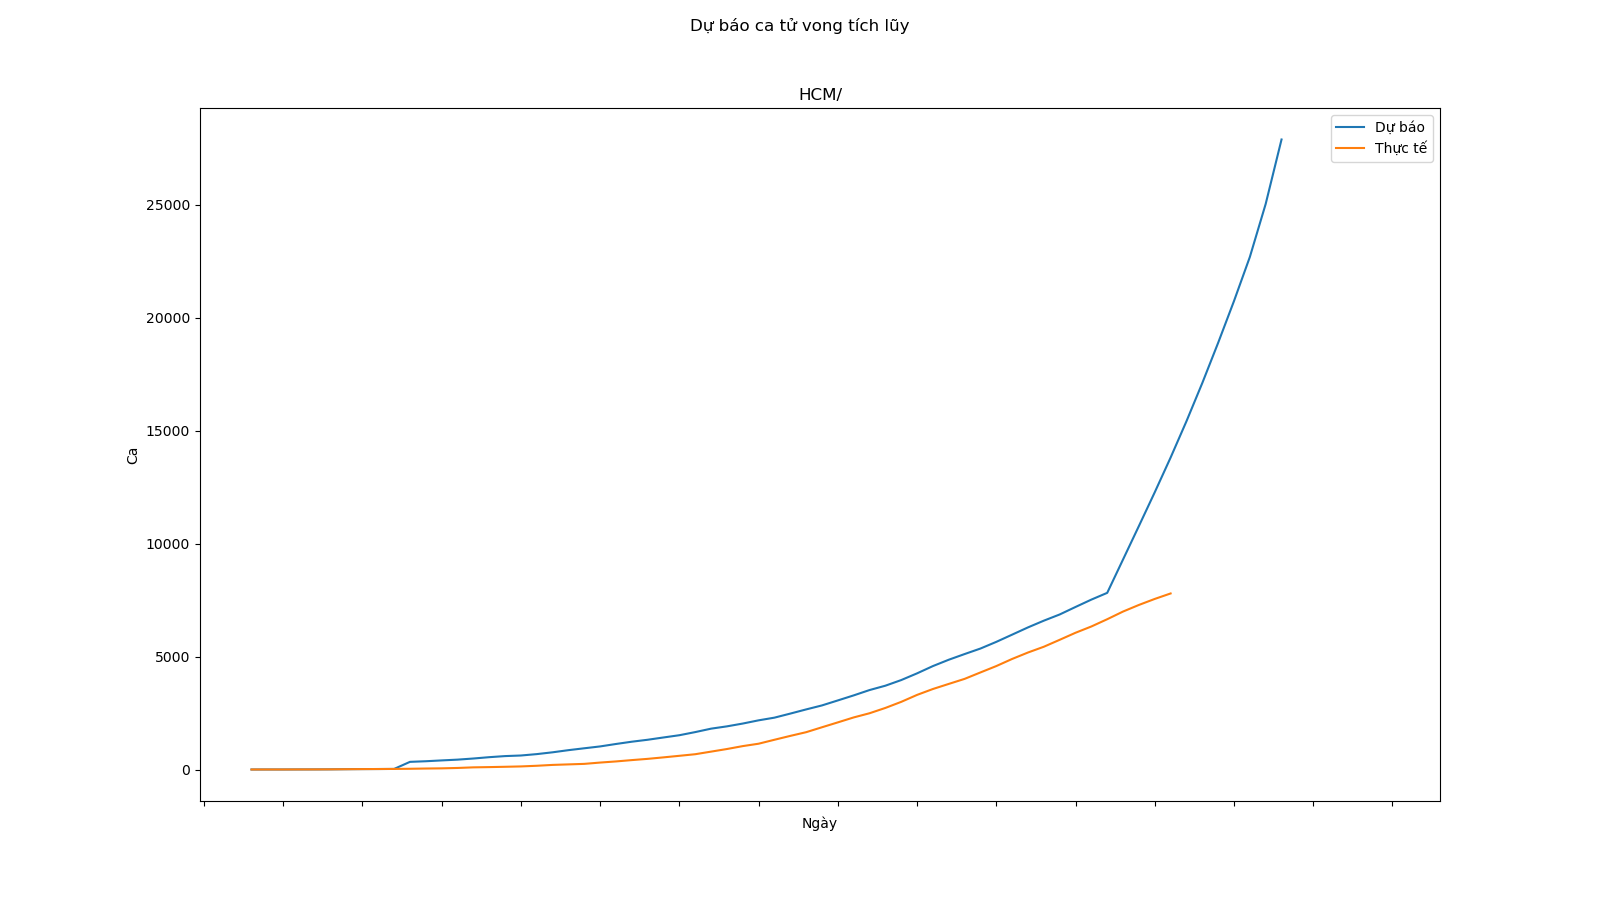 Dự báo ca tử vong tích lũy
HCM/
Dự báo
Thực tế
25000
20000
15000
10000
5000
0
Ca
Ngày